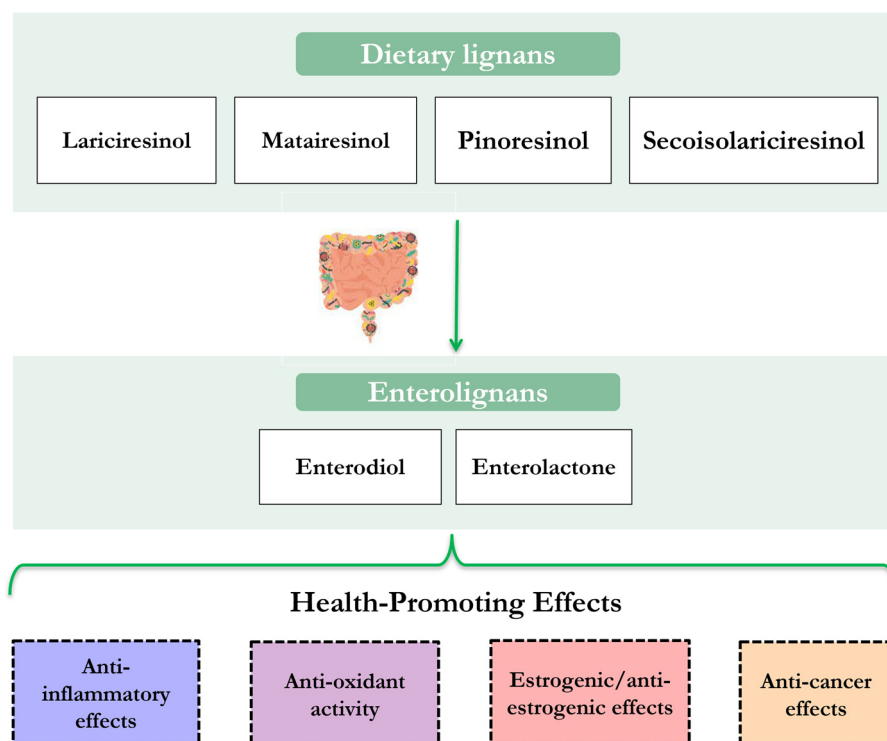 Dietary lignans
Lariciresinol
Matairesinol
Pinoresinol
Secoisolariciresinol
Enterolignans
Enterodiol
Enterolactone
Health-Promoting Effects
Anti-
inflammatory
effects
Anti-oxidant
activity
Estrogenic/anti-
estrogenic effects
Anti-cancer
effects